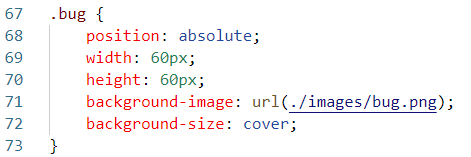 67 .bug {
68     position: absolute;
69     width: 60px;
70     height: 60px;
71     background-image: url(./images/bug.png);
72     background-size: cover;
73 }